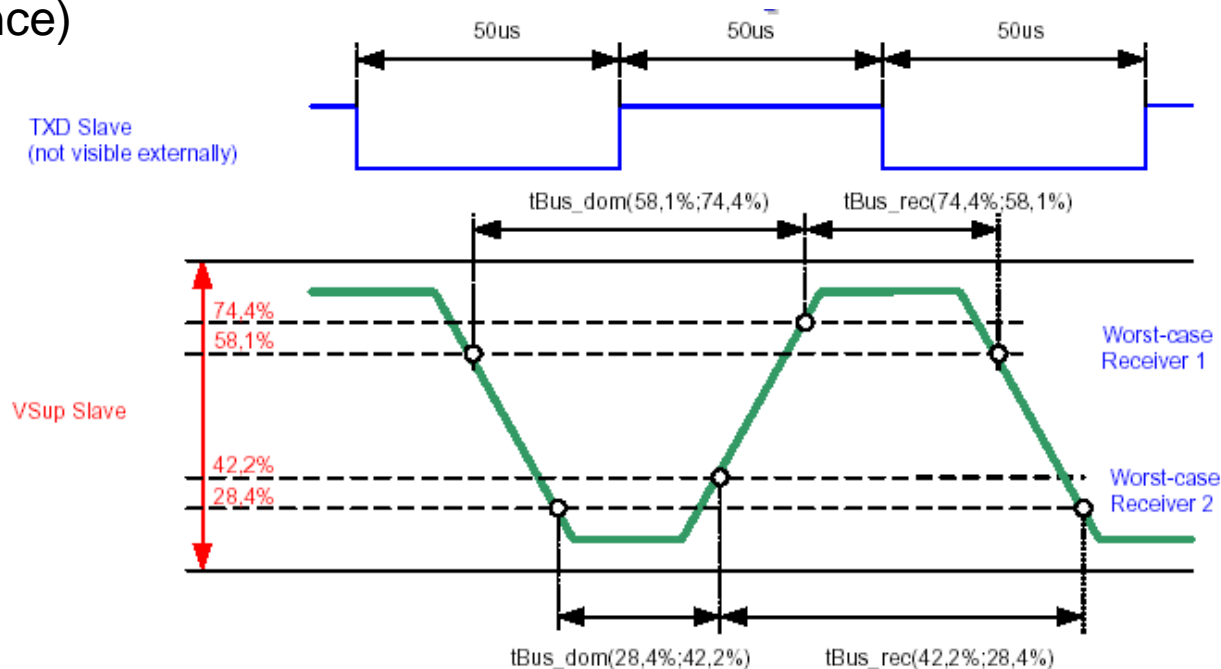 nce)
50us 50us 50us
TXD Slave
(not visible externally)
tBus_dom(58,1%;74,4%) tBus_rec(74,4%;58,1%)
74,4%
58,1%
Worst-case
Receiver 1
VSup Slave
42,2%
28,4%
Worst-case
Receiver 2
tBus_dom(28,4%;42,2%) tBus_rec(42,2%;28,4%)